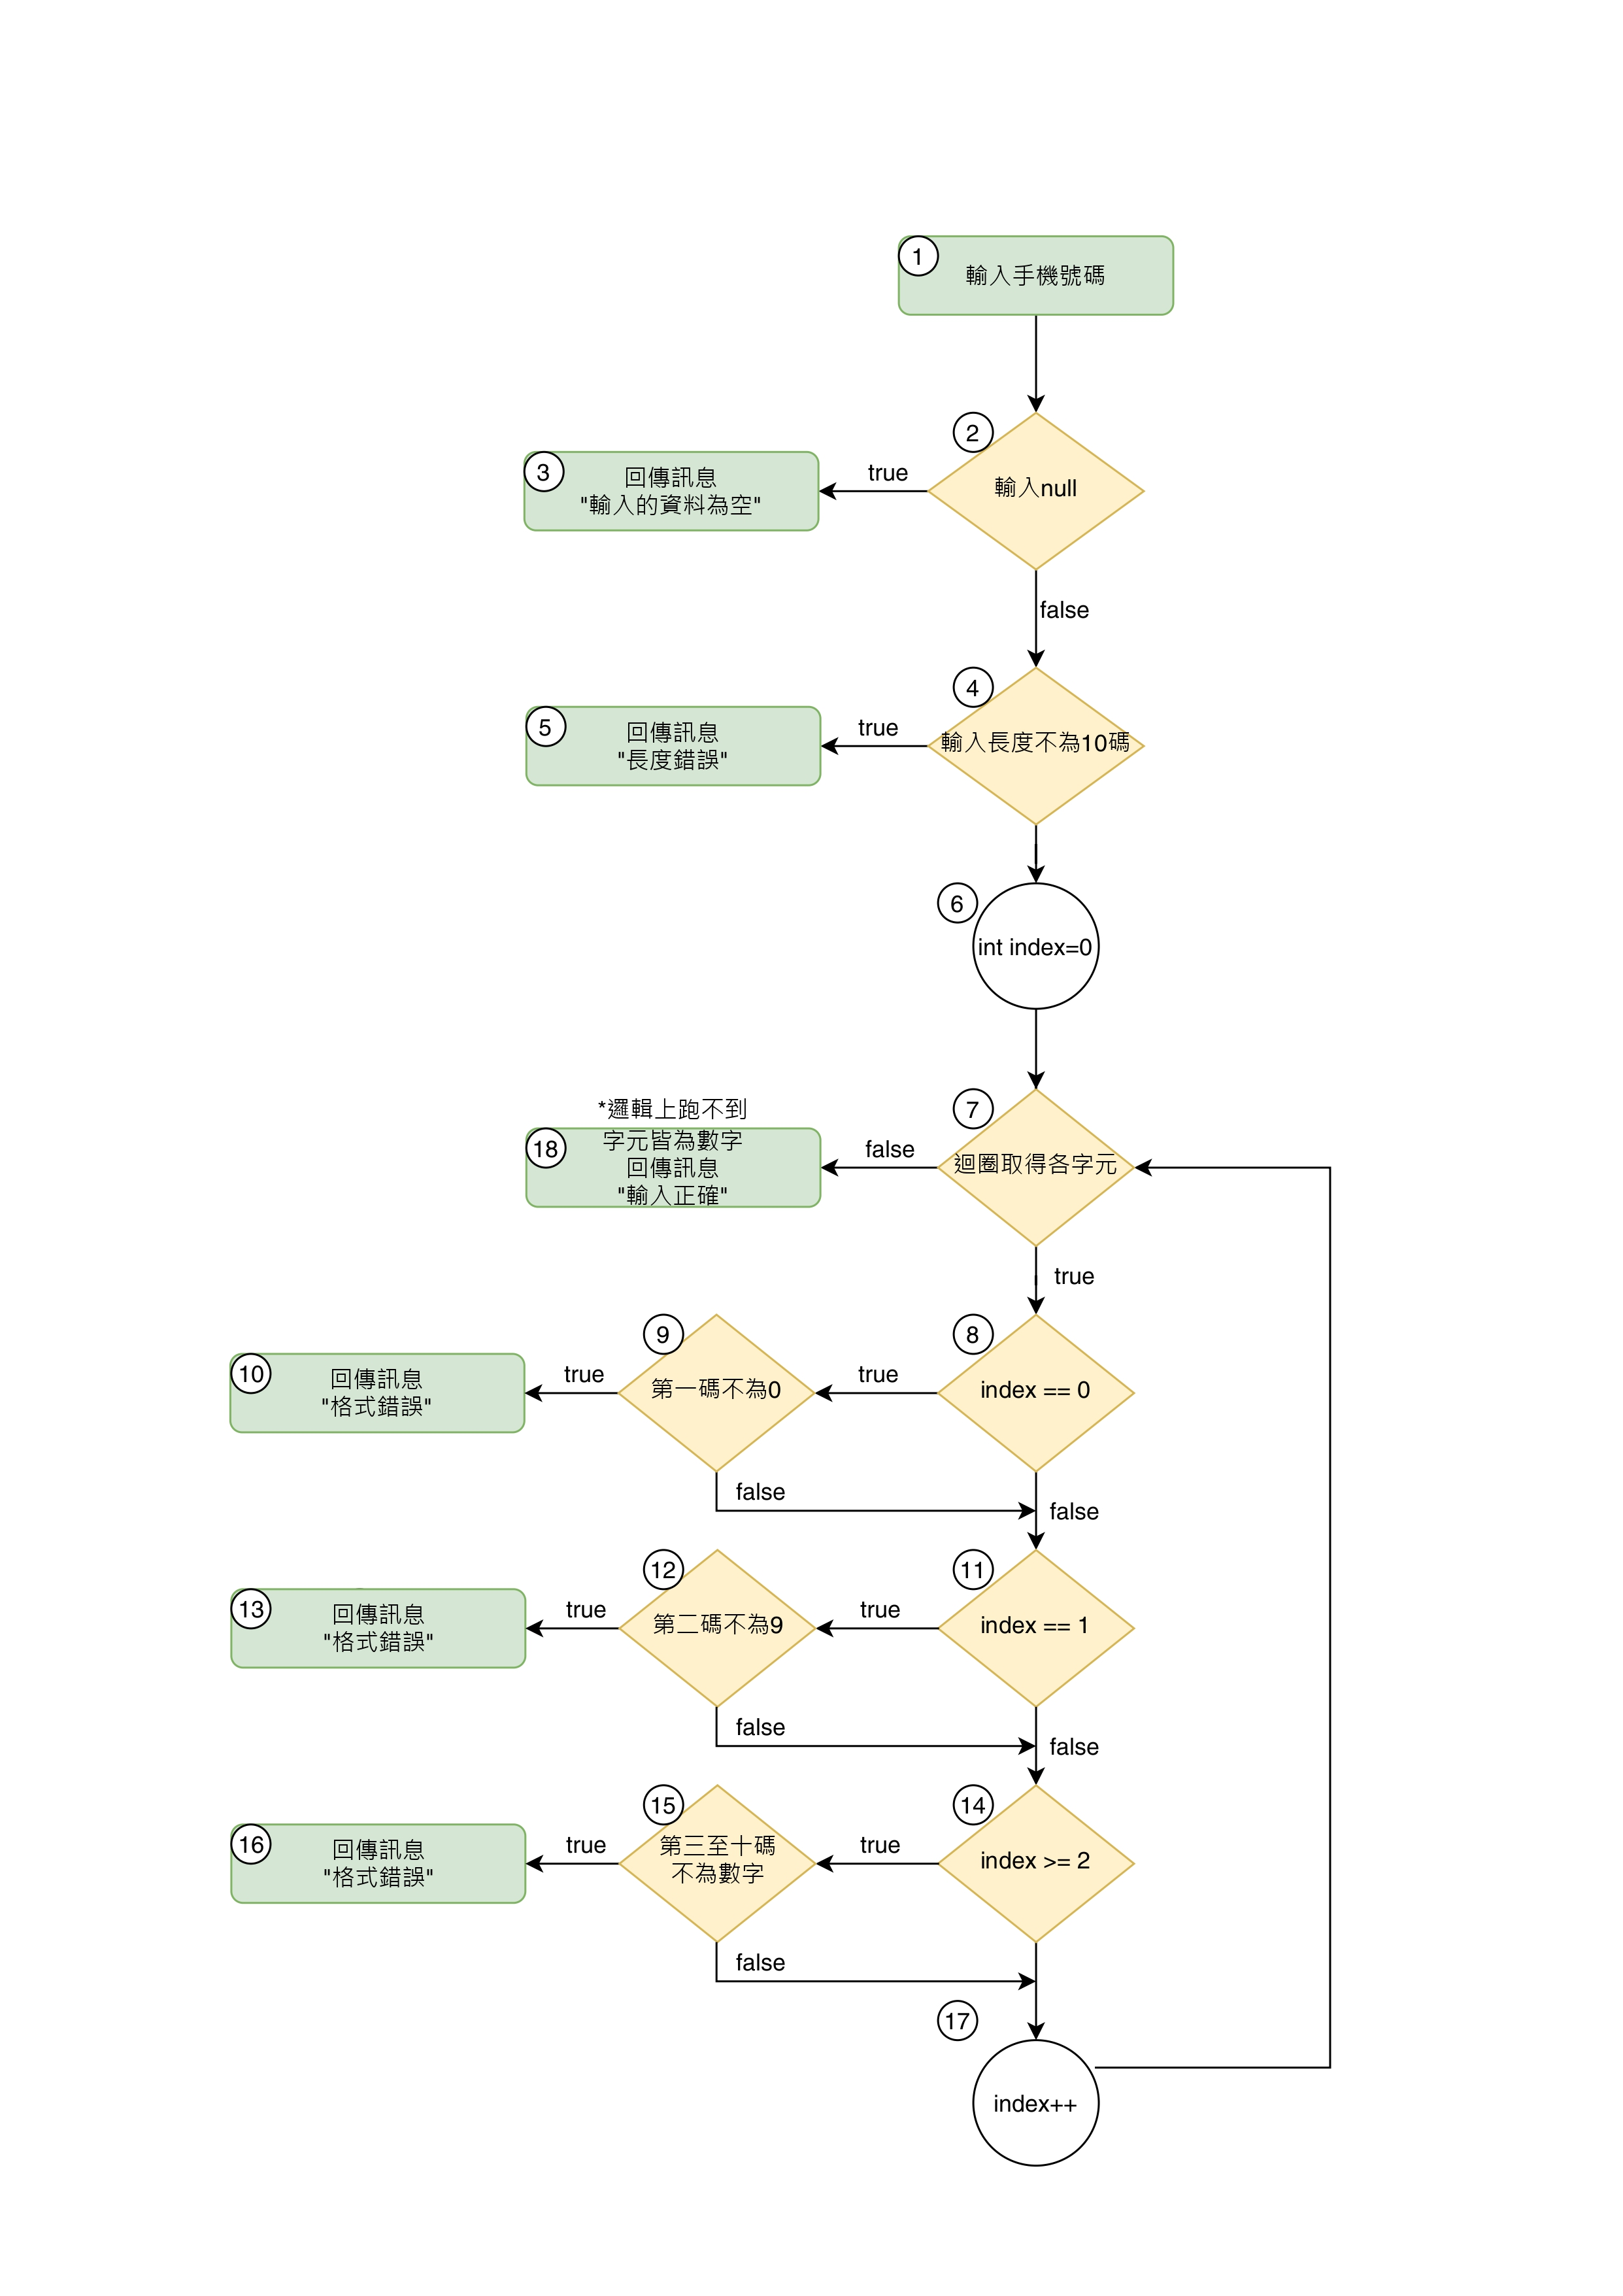 1
輸入手機號碼
2
輸入null
true
3
回傳訊息
"輸入的資料為空"
false
4
輸入長度不為10碼
true
5
回傳訊息
"長度錯誤"
6
int index=0
7
迴圈取得各字元
false
*邏輯上跑不到
18
字元皆為數字
回傳訊息
"輸入正確"
true
8
index == 0
true
9
第一碼不為0
true
10
回傳訊息
"格式錯誤"
false
false
11
index == 1
true
12
第二碼不為9
true
13
回傳訊息
"格式錯誤"
false
false
14
index >= 2
true
15
第三至十碼
不為數字
true
16
回傳訊息
"格式錯誤"
false
17
index++